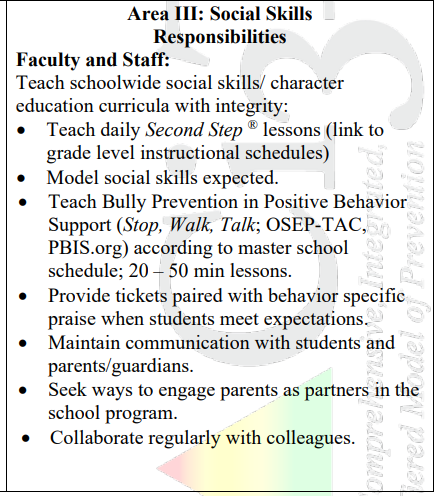 Area III: Social Skills
Responsibilities
Faculty and Staff:
Teach schoolwide social skills/ character
education curricula with integrity:
• Teach daily Second Step ® lessons (link to
grade level instructional schedules)
• Model social skills expected.
• Teach Bully Prevention in Positive Behavior
Support (Stop, Walk, Talk; OSEP-TAC,
PBIS.org) according to master school
schedule; 20 – 50 min lessons.
• Provide tickets paired with behavior specific
praise when students meet expectations.
• Maintain communication with students and
parents/guardians.
• Seek ways to engage parents as partners in the
school program.
• Collaborate regularly with colleagues.
Integrated,
Model of Prevention